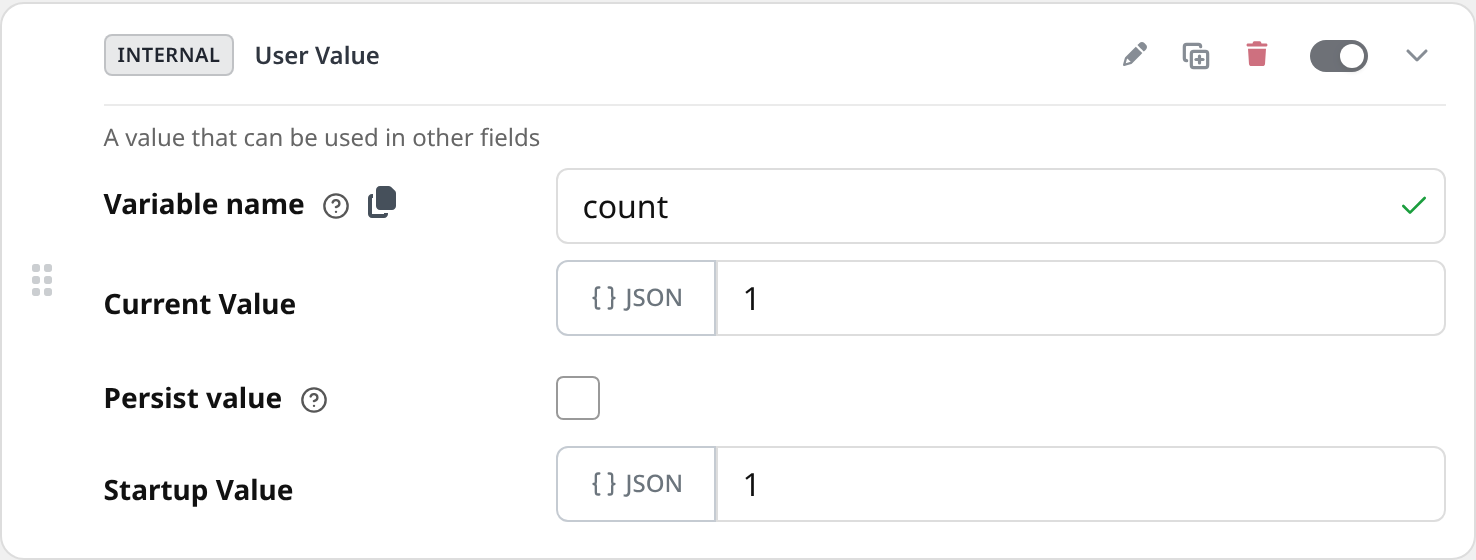 INTERNAL User Value
A value that can be used in other fields
Variable name ? count
Current Value {} JSON 1
Persist value ?
Startup Value {} JSON 1